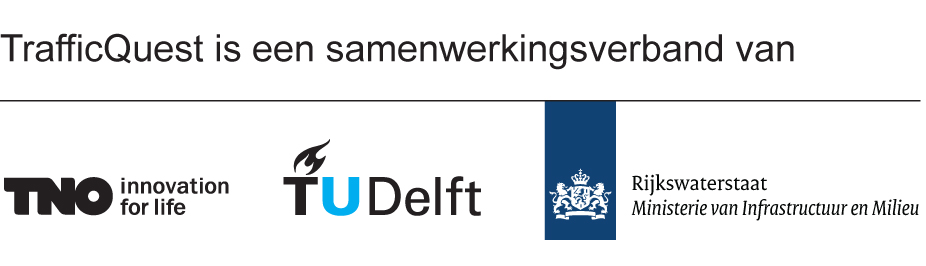 TrafficQuest is een samenwerkingsverband van
TNO innovation
for life
TU Delft
Rijkswaterstaat
Ministerie van Infrastructuur en Milieu